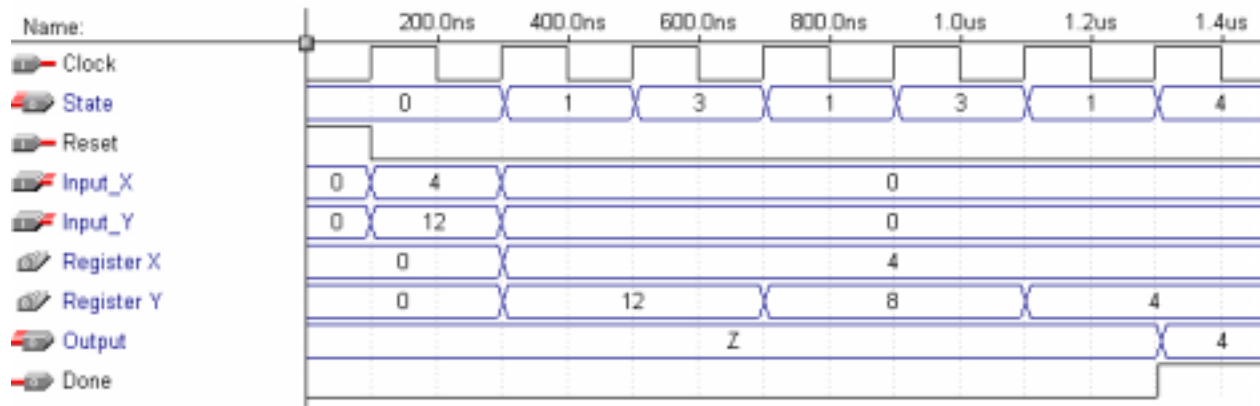 Name: 200.0ns 400.0ns 600.0ns 800.0ns 1.0us 1.2us 1.4us
Clock
State 0 1 3 1 3 1 4
Reset
Input_X 0 4 0
Input_Y 0 12 0
Register X 0 4
Register Y 0 12 8 4
Output Z 4
Done